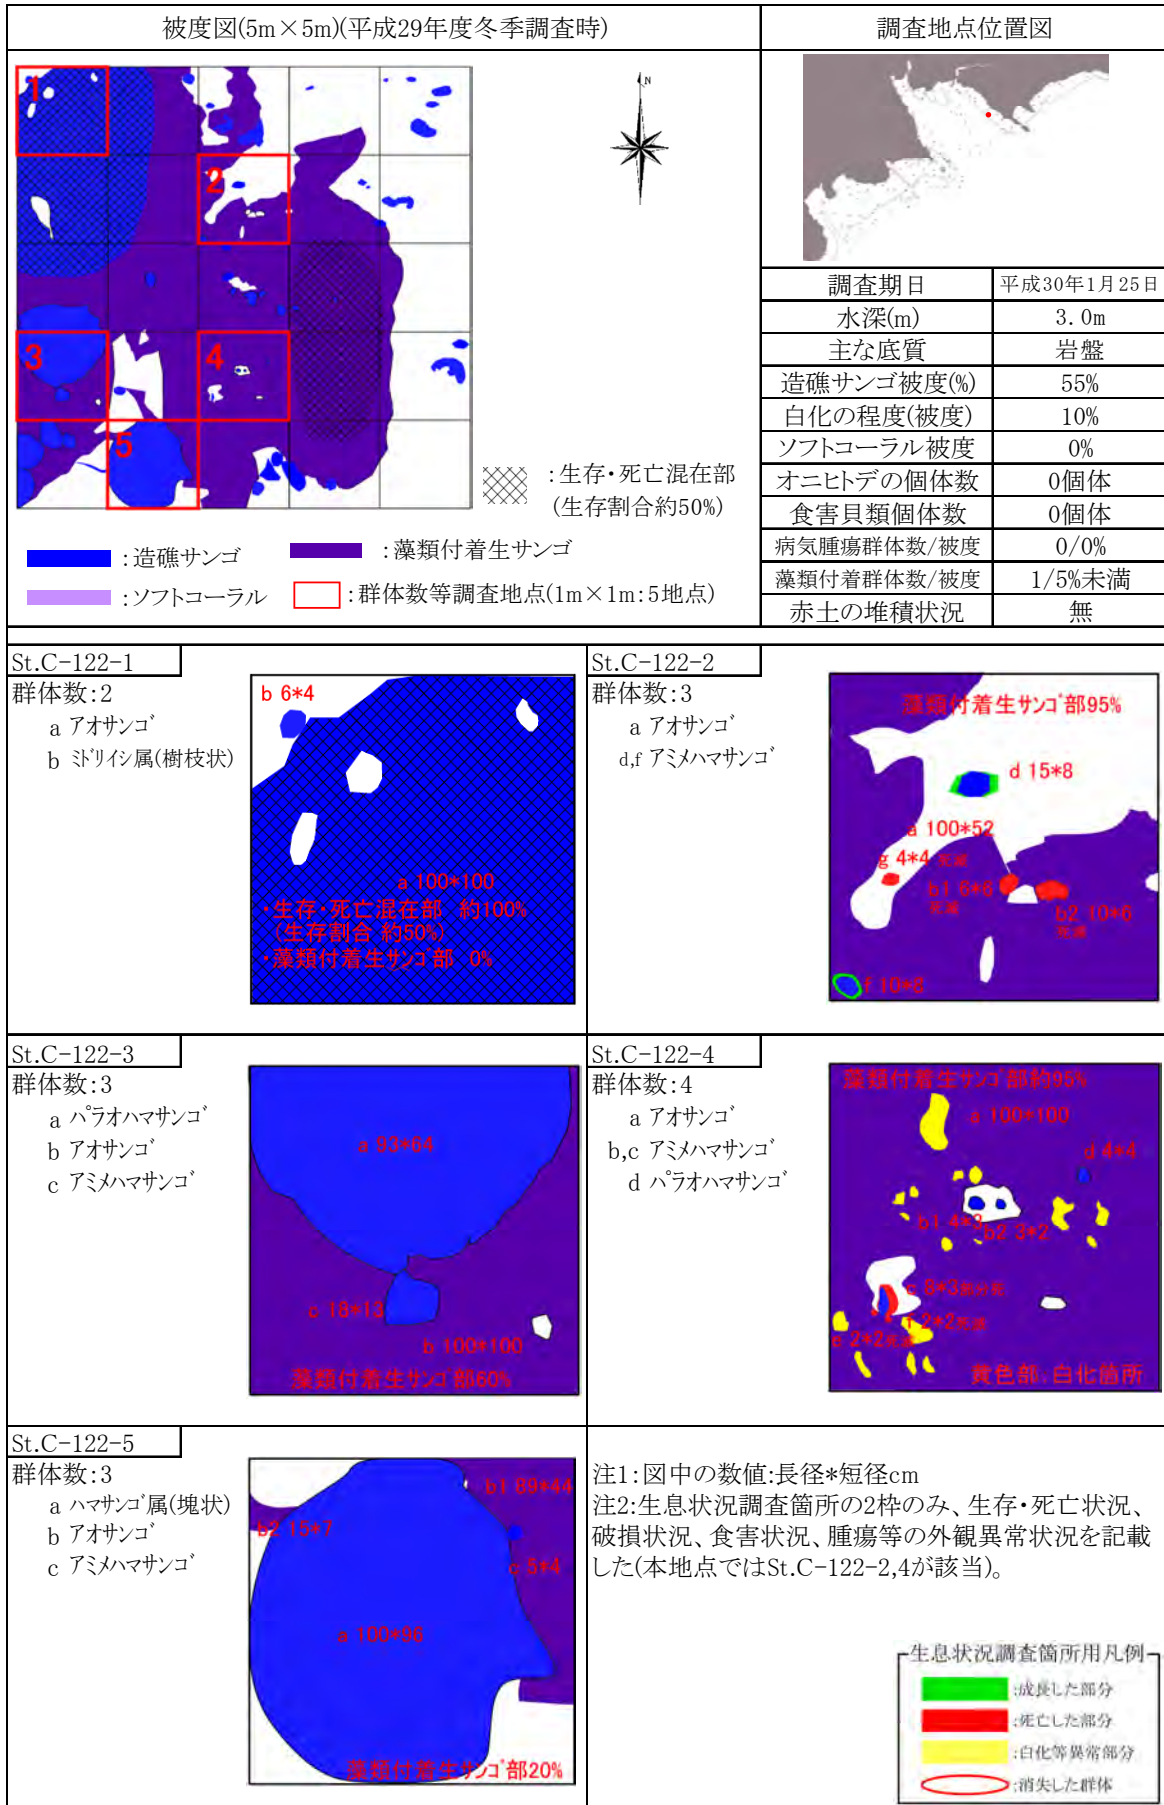 被度図(5m×5m)(平成29年度冬季調査時)
調査地点位置図
N
1
2
3
4
5
:生存・死亡混在部
(生存割合約50%)
:造礁サンゴ
:藻類付着生サンゴ
:ソフトコーラル
:群体数等調査地点(1m×1m:5地点)
調査期日 平成30年1月25日
水深(m) 3.0m
主な底質 岩盤
造礁サンゴ被度(%) 55%
白化の程度(被度) 10%
ソフトコーラル被度 0%
オニヒトデの個体数 0個体
食害貝類個体数 0個体
病気腫瘍群体数/被度 0/0%
藻類付着群体数/被度 1/5%未満
赤土の堆積状況 無
St.C-122-1
群体数:2
a アオサンゴ
b ミドリイシ属(樹枝状)
b 6*4
a 100*100
・生存・死亡混在部 約100%
(生存割合 約50%)
・藻類付着生サンゴ部 0%
St.C-122-2
群体数:3
a アオサンゴ
d,f アミメハマサンゴ
藻類付着生サンゴ部95%
d 15*8
a 100*52
g 4*4 死滅
b1 6*6
死滅
b2 10*6
死滅
f 10*8
St.C-122-3
群体数:3
a パラオハマサンゴ
b アオサンゴ
c アミメハマサンゴ
a 93*64
c 18*13
b 100*100
藻類付着生サンゴ部60%
St.C-122-4
群体数:4
a アオサンゴ
b,c アミメハマサンゴ
d パラオハマサンゴ
藻類付着生サンゴ部約95%
a 100*100
d 4*4
b1 4*3
b2 3*2
c 8*3部分死
f 2*2死滅
e 2*2死滅
黄色部:白化箇所
St.C-122-5
群体数:3
a ハマサンゴ属(塊状)
b アオサンゴ
c アミメハマサンゴ
b1 89*44
b2 15*7
c 5*4
a 100*96
藻類付着生サンゴ部20%
注1:図中の数値:長径*短径cm
注2:生息状況調査箇所の2枠のみ、生存・死亡状況、
破損状況、食害状況、腫瘍等の外観異常状況を記載
した(本地点ではSt.C-122-2,4が該当)。
生息状況調査箇所用凡例
:成長した部分
:死亡した部分
:白化等異常部分
:消失した群体